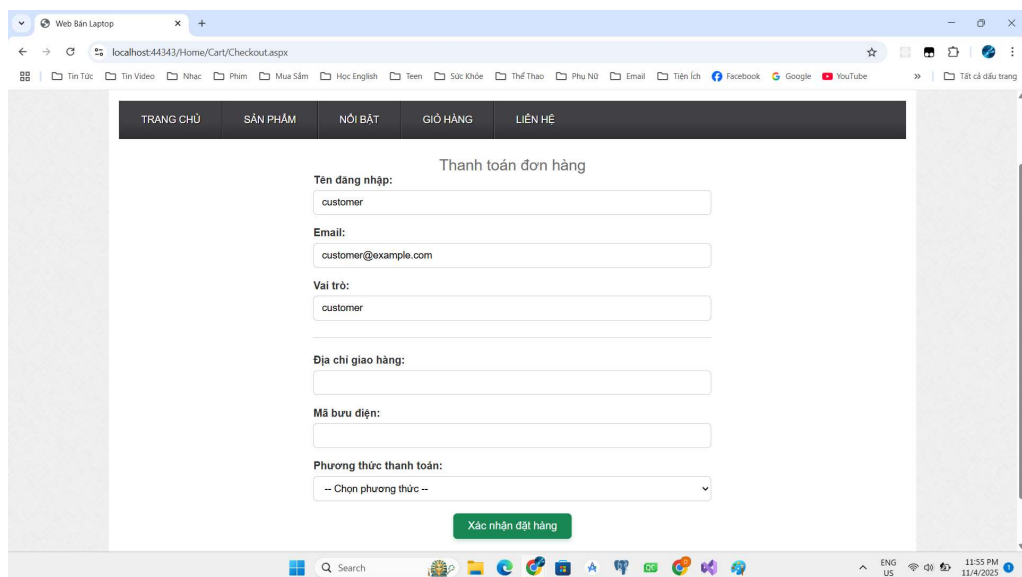 Web Bán Laptop
localhost:44343/Home/Cart/Checkout.aspx
Tin Tức Tin Video Nhạc Phim Mua Sắm Học English Teen Sức Khỏe Thể Thao Phụ Nữ Email Tiện Ích Facebook Google YouTube » Tất cả dấu trang
TRANG CHỦ SẢN PHẨM NỔI BẬT GIỎ HÀNG LIÊN HỆ
Thanh toán đơn hàng
Tên đăng nhập:
customer
Email:
customer@example.com
Vai trò:
customer
Địa chỉ giao hàng:
Mã bưu điện:
Phương thức thanh toán:
-- Chọn phương thức --
Xác nhận đặt hàng
Search
ENG
US
11:55 PM
11/4/2025
1